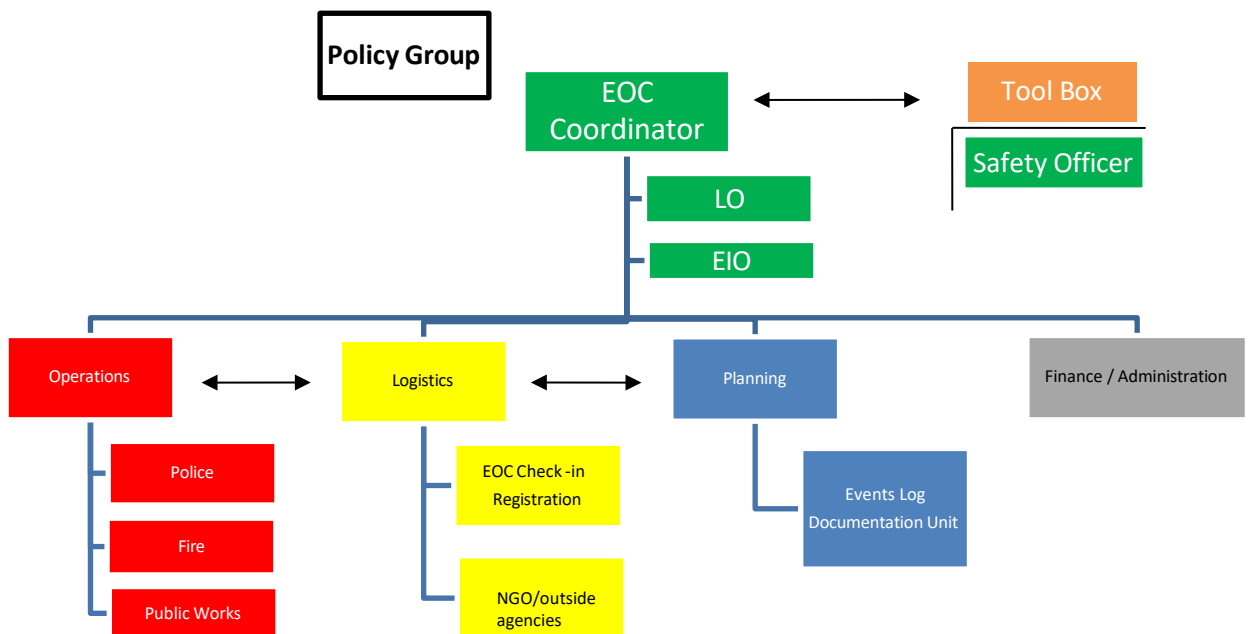 Policy Group
EOC
Coordinator
Tool Box
Safety Officer
LO
EIO
Operations
Logistics
Planning
Finance / Administration
Police
Fire
Public Works
EOC Check -in
Registration
NGO/outside
agencies
Events Log
Documentation Unit